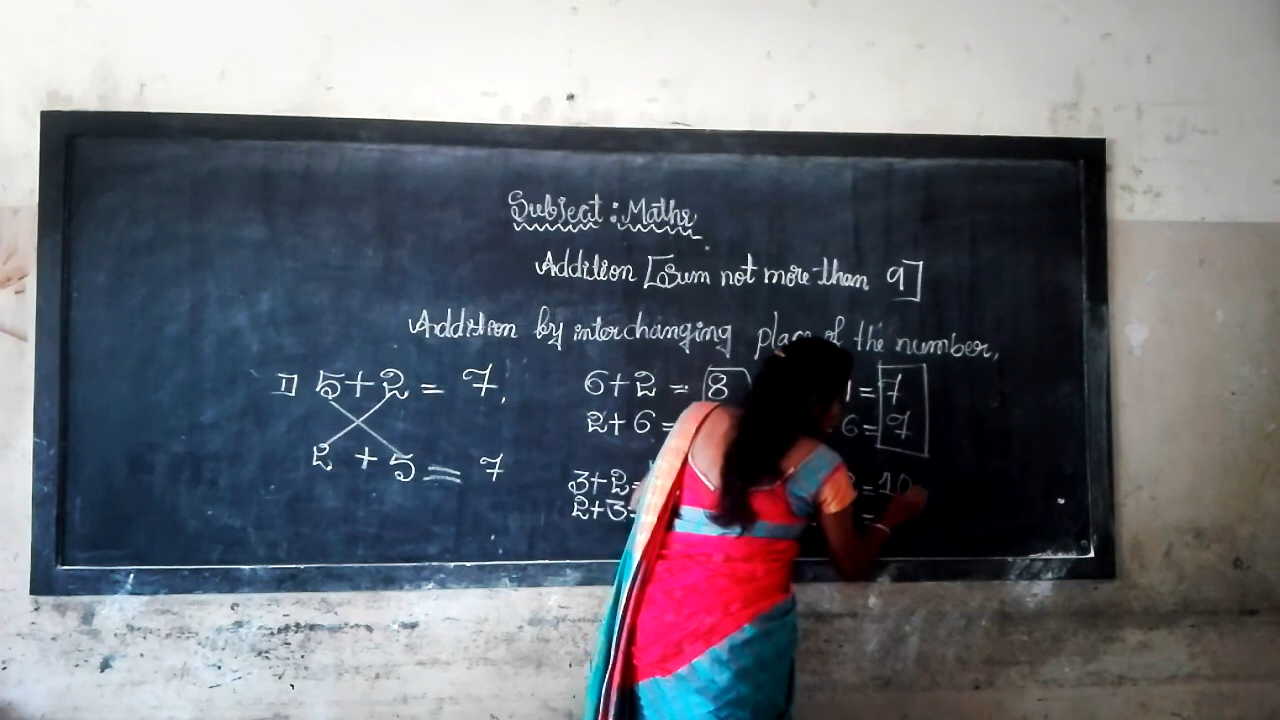 Subject : Maths
Addition [Sum not more than 9]
Addition by interchanging place of the number,
1] 5+2 = 7,
2 + 5 = 7
6+2 = 8
2+6 =
3+2=
2+3=
1 = 7
6 = 7
= 10
=